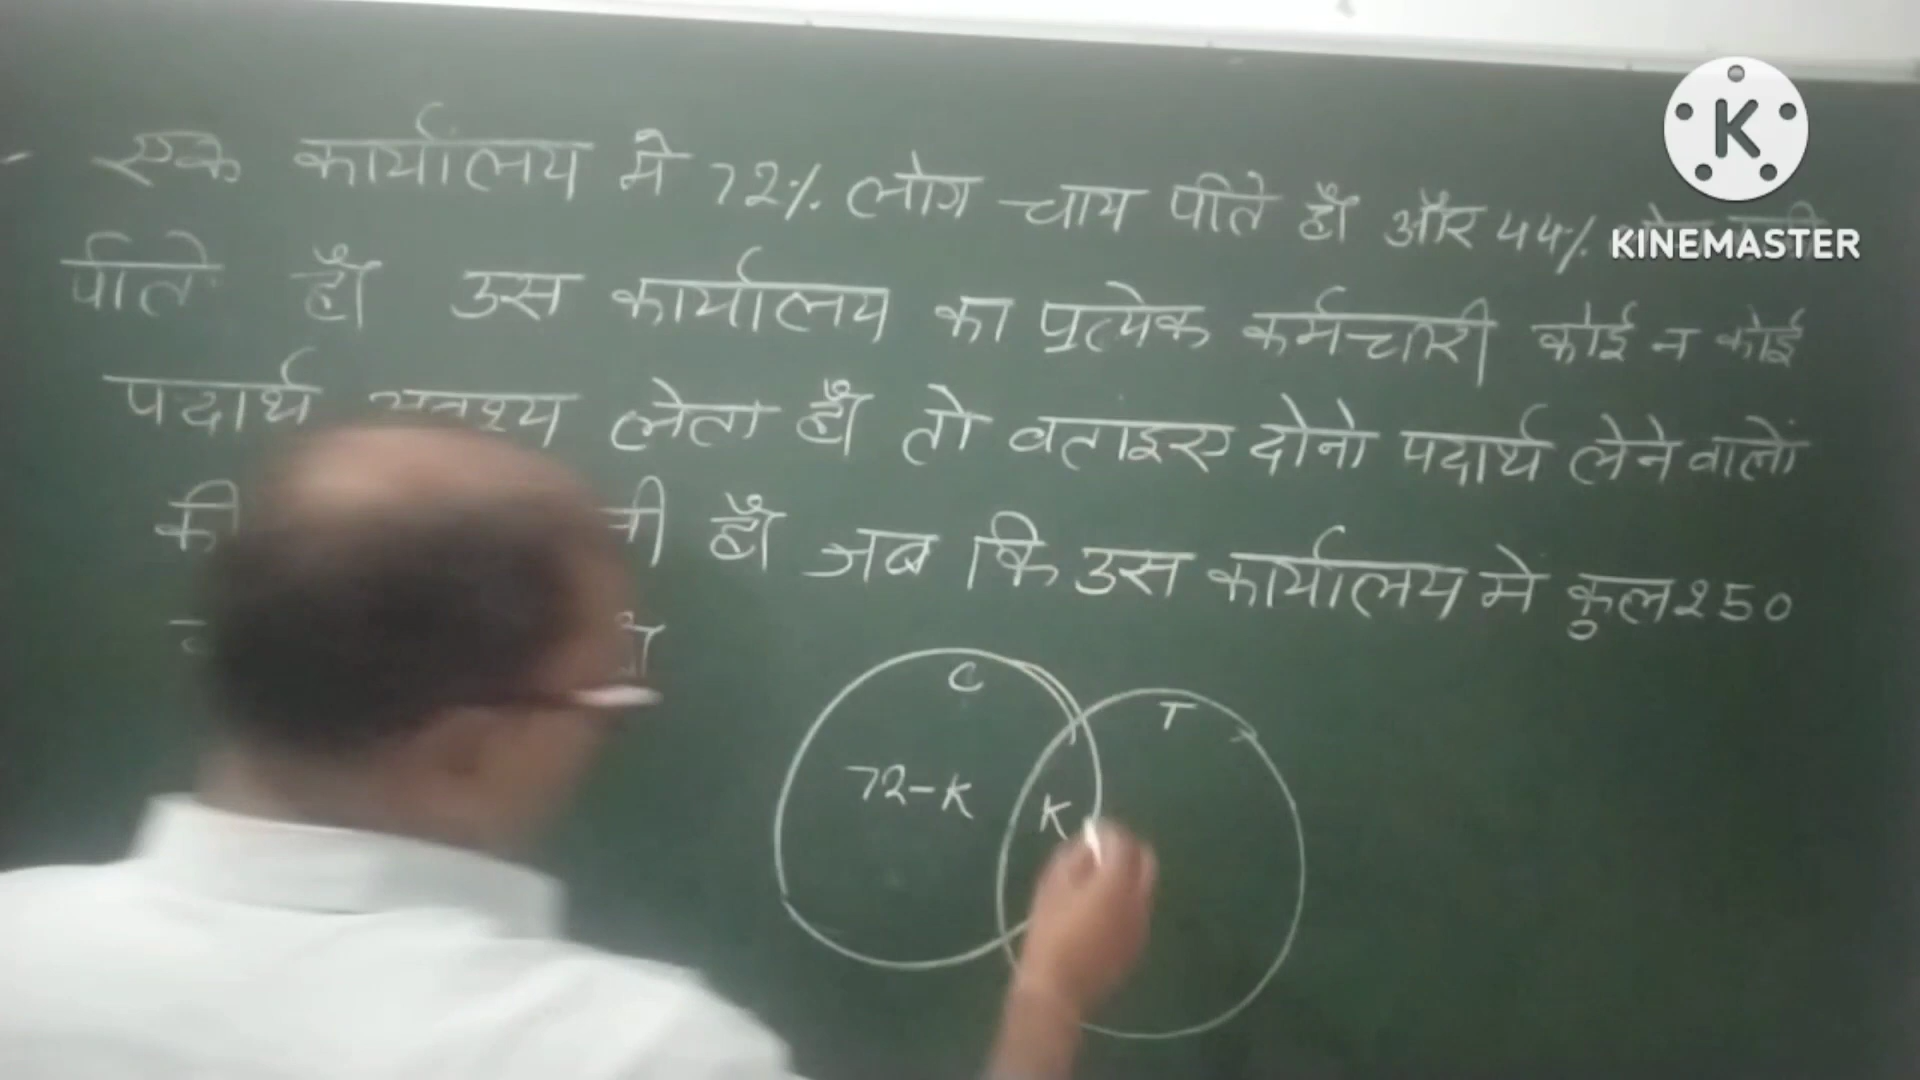 एक कार्यालय मे 72% लोग चाय पीते हैं और 44%
पीते हैं उस कार्यालय का प्रत्येक कर्मचारी कोई न कोई
पदार्थ लेता हैं तो बताइए दोनो पदार्थ लेने वालों
की हैं जब कि उस कार्यालय मे कुल 250
C
T
72-K
K
K
KINEMASTER